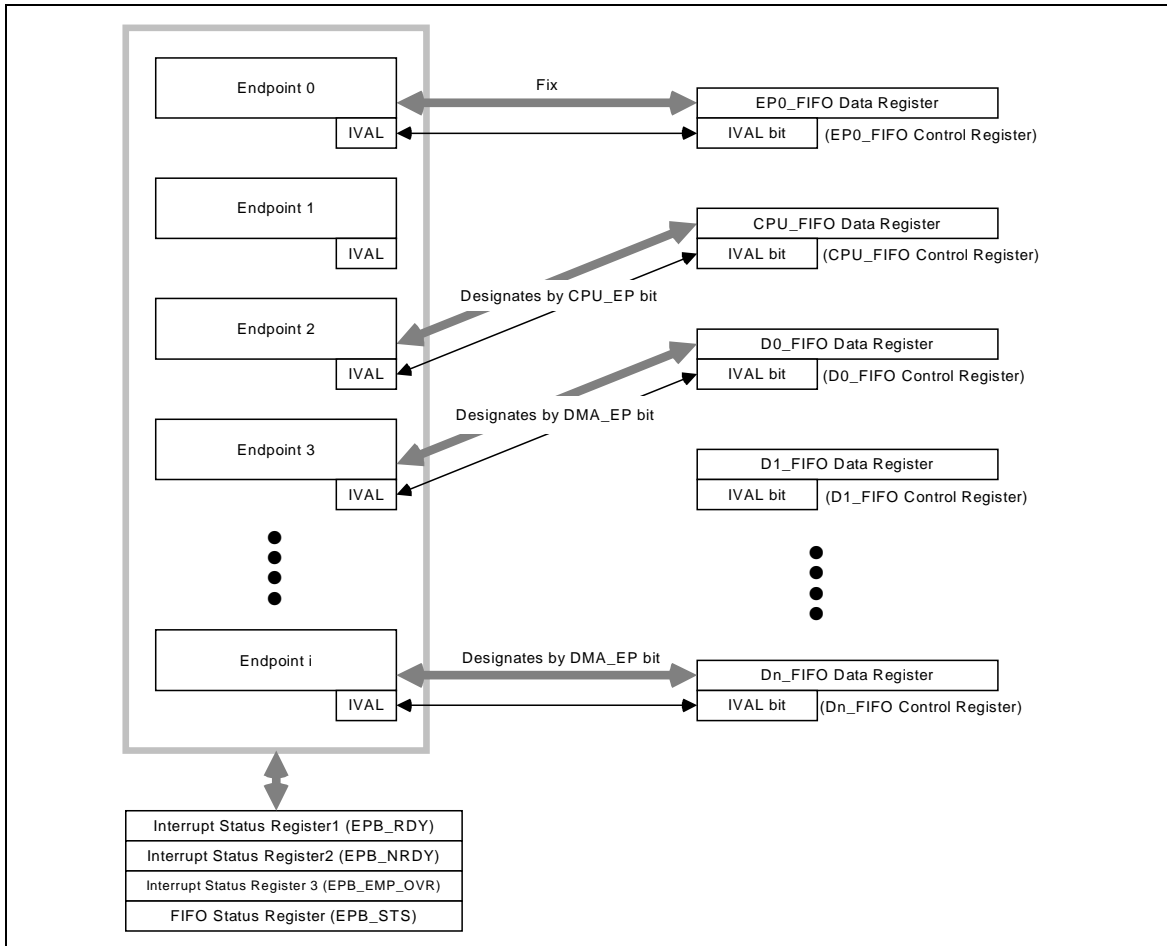 Endpoint 0
IVAL
Fix
EP0_FIFO Data Register
IVAL bit
(EP0_FIFO Control Register)
Endpoint 1
IVAL
CPU_FIFO Data Register
IVAL bit
(CPU_FIFO Control Register)
Designates by CPU_EP bit
Endpoint 2
IVAL
D0_FIFO Data Register
IVAL bit
(D0_FIFO Control Register)
Designates by DMA_EP bit
Endpoint 3
IVAL
D1_FIFO Data Register
IVAL bit
(D1_FIFO Control Register)
Endpoint i
IVAL
Designates by DMA_EP bit
Dn_FIFO Data Register
IVAL bit
(Dn_FIFO Control Register)
Interrupt Status Register1 (EPB_RDY)
Interrupt Status Register2 (EPB_NRDY)
Interrupt Status Register 3 (EPB_EMP_OVR)
FIFO Status Register (EPB_STS)